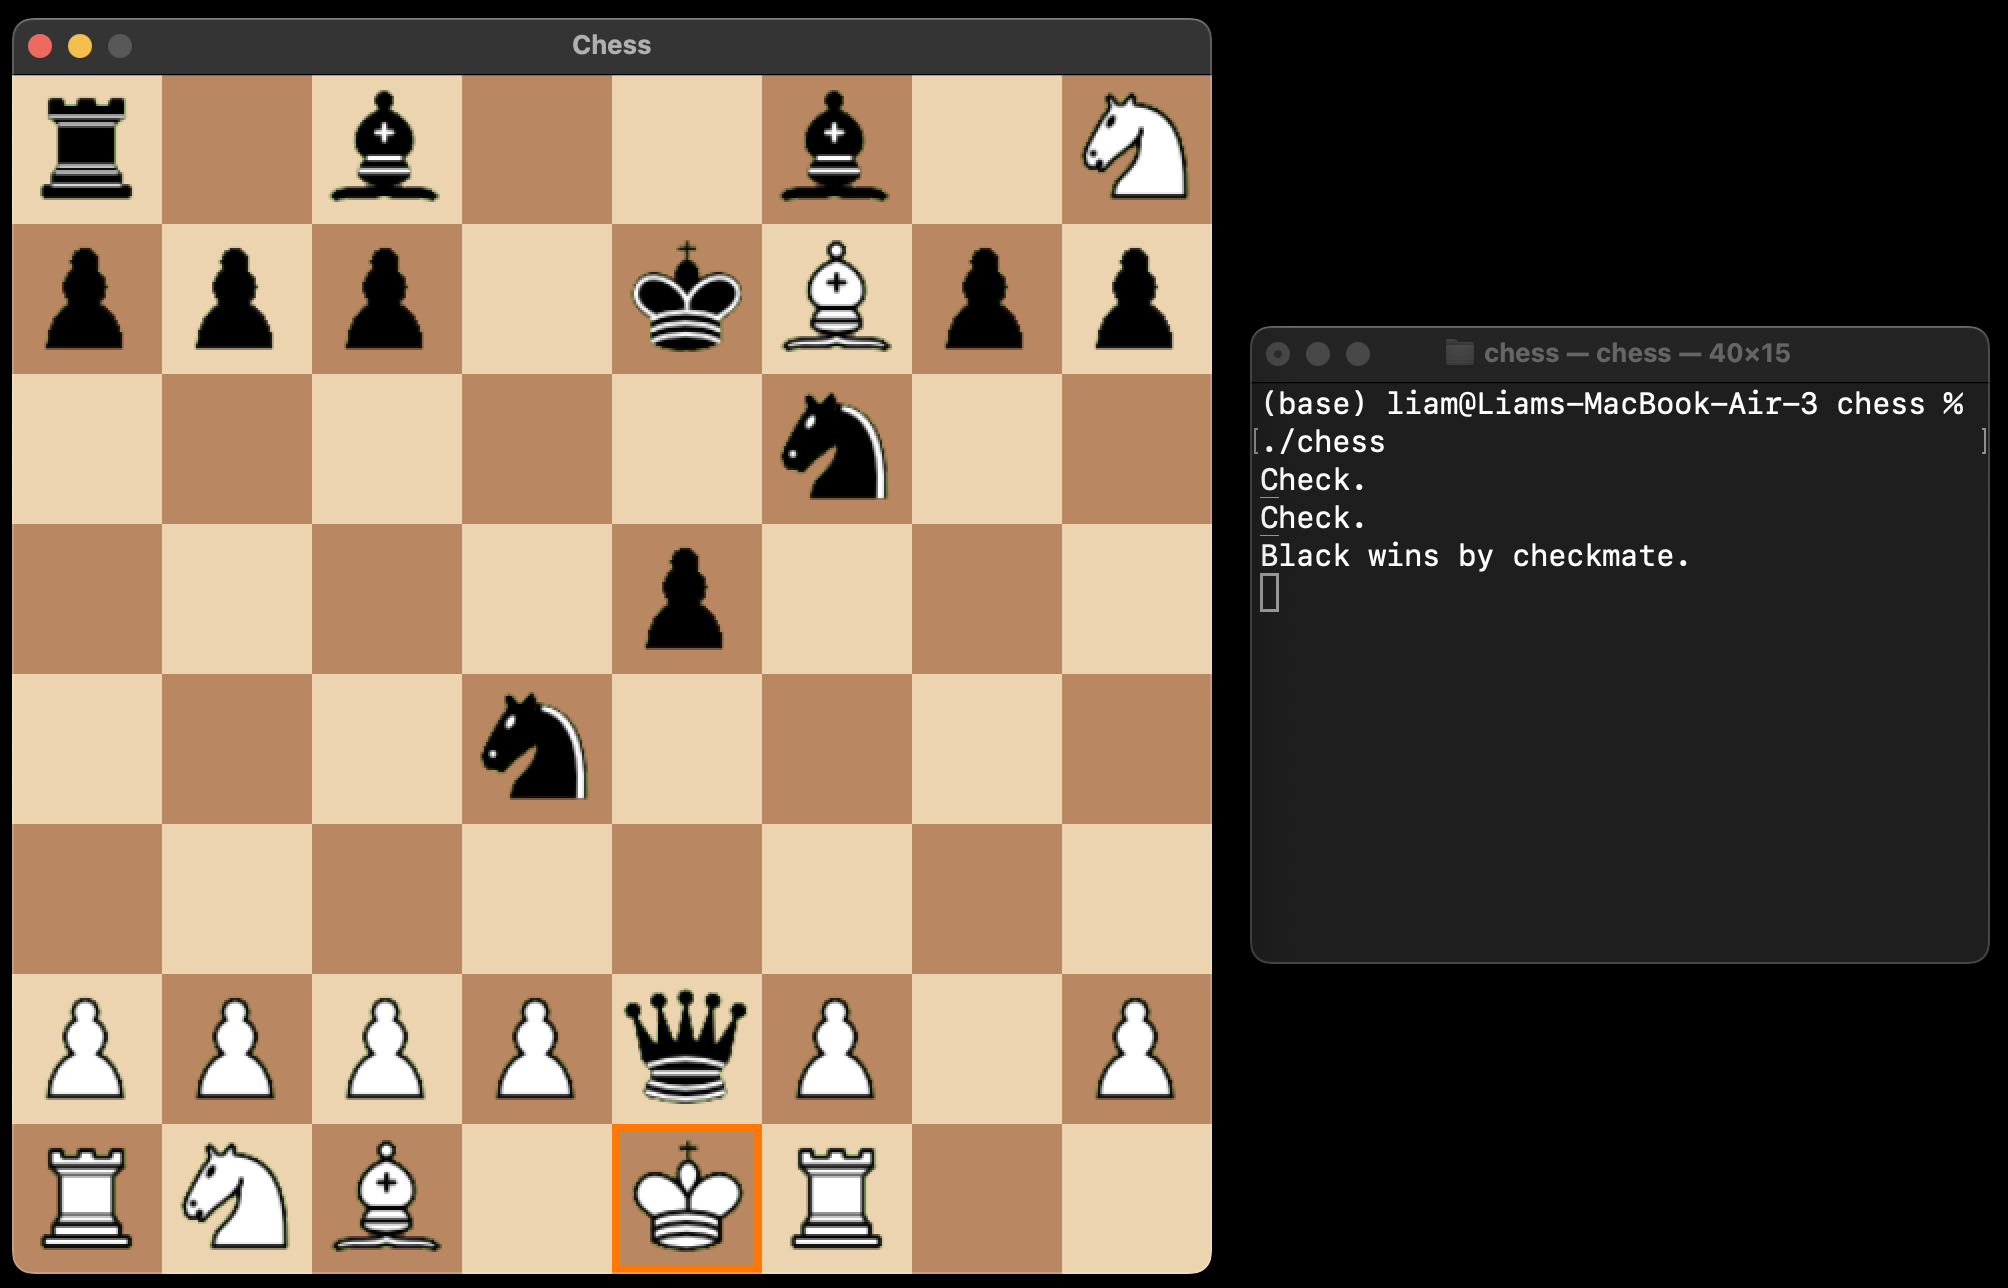 Chess
chess — chess — 40×15
(base) liam@Liams-MacBook-Air-3 chess %
[./chess ]
Check.
Check.
Black wins by checkmate.